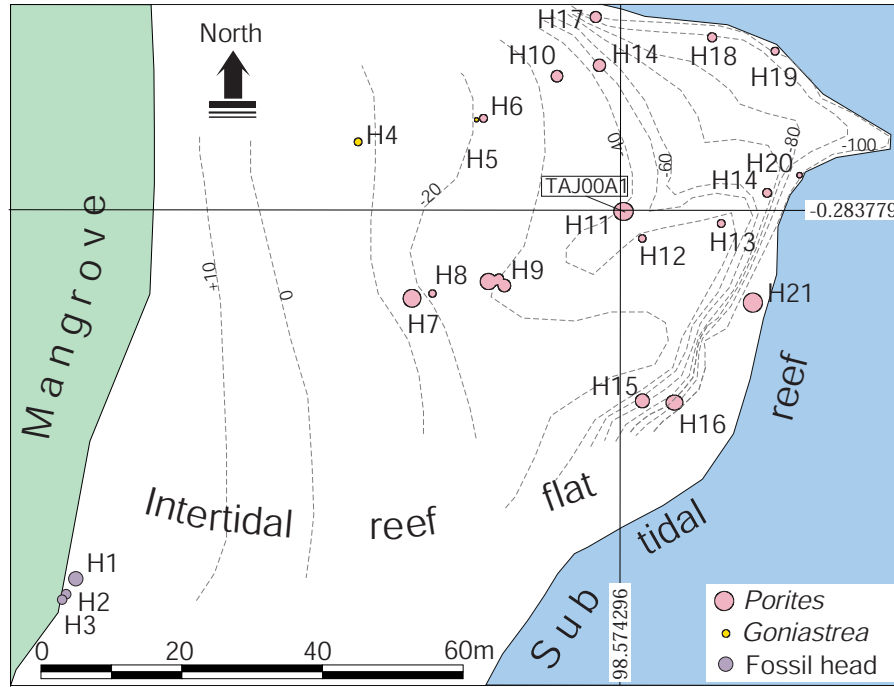 North
H17
H18
H19
H10
H14
H6
H5
H4
-40
-60
-80
-100
-20
H20
H14
TAJ00A1
-0.283779
H11
H12
H13
H8
H9
H7
H21
+10
0
Mangrove
H15
H16
Intertidal reef flat
Sub tidal reef
H1
H2
H3
0 20 40 60m
98.574296
Porites
Goniastrea
Fossil head